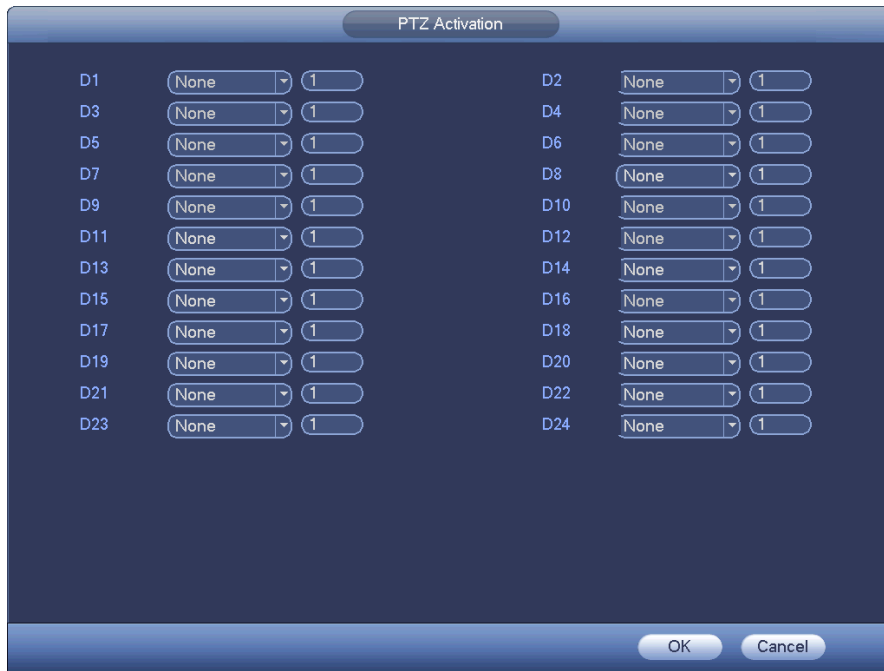 PTZ Activation
D1 None 1 D2 None 1
D3 None 1 D4 None 1
D5 None 1 D6 None 1
D7 None 1 D8 None 1
D9 None 1 D10 None 1
D11 None 1 D12 None 1
D13 None 1 D14 None 1
D15 None 1 D16 None 1
D17 None 1 D18 None 1
D19 None 1 D20 None 1
D21 None 1 D22 None 1
D23 None 1 D24 None 1
OK Cancel